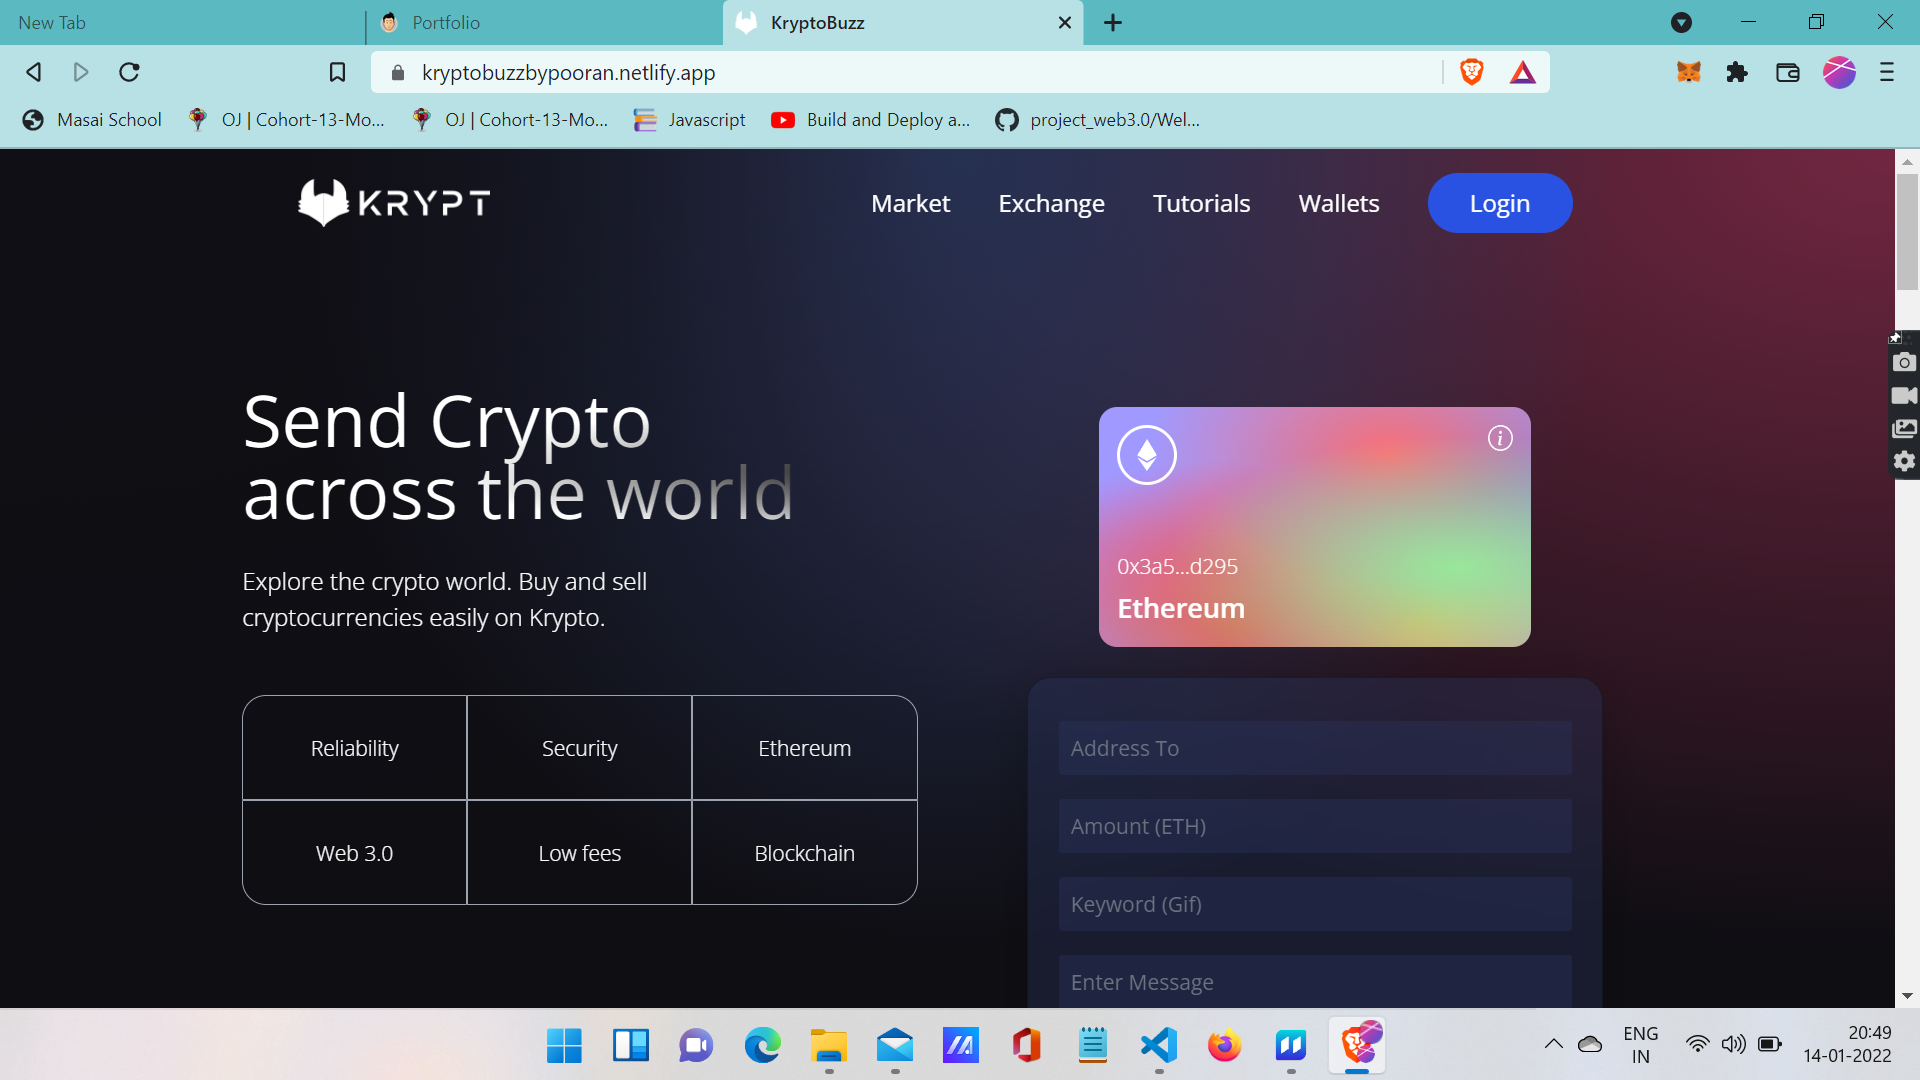 New Tab
Portfolio
KryptoBuzz
kryptobuzzbypooran.netlify.app
Masai School
OJ | Cohort-13-Mo...
OJ | Cohort-13-Mo...
Javascript
Build and Deploy a...
project_web3.0/Wel...
KRYPT
Market
Exchange
Tutorials
Wallets
Login
Send Crypto
across the world
Explore the crypto world. Buy and sell
cryptocurrencies easily on Krypto.
Reliability
Security
Ethereum
Web 3.0
Low fees
Blockchain
0x3a5...d295
Ethereum
Address To
Amount (ETH)
Keyword (Gif)
Enter Message
ENG
IN
20:49
14-01-2022